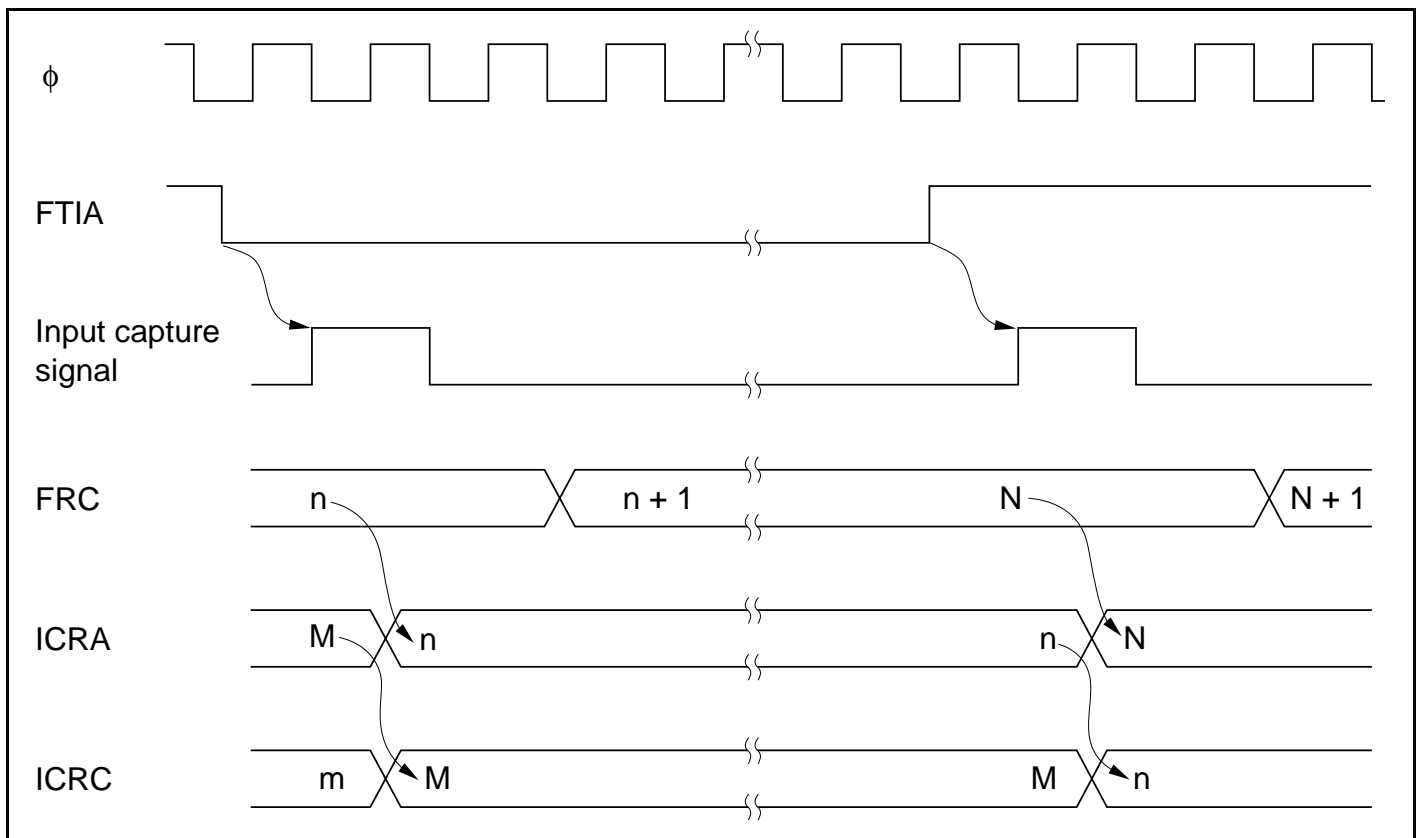 ϕ
FTIA
Input capture
signal
FRC
n
n + 1
N
N + 1
ICRA
M
n
n
N
ICRC
m
M
M
n